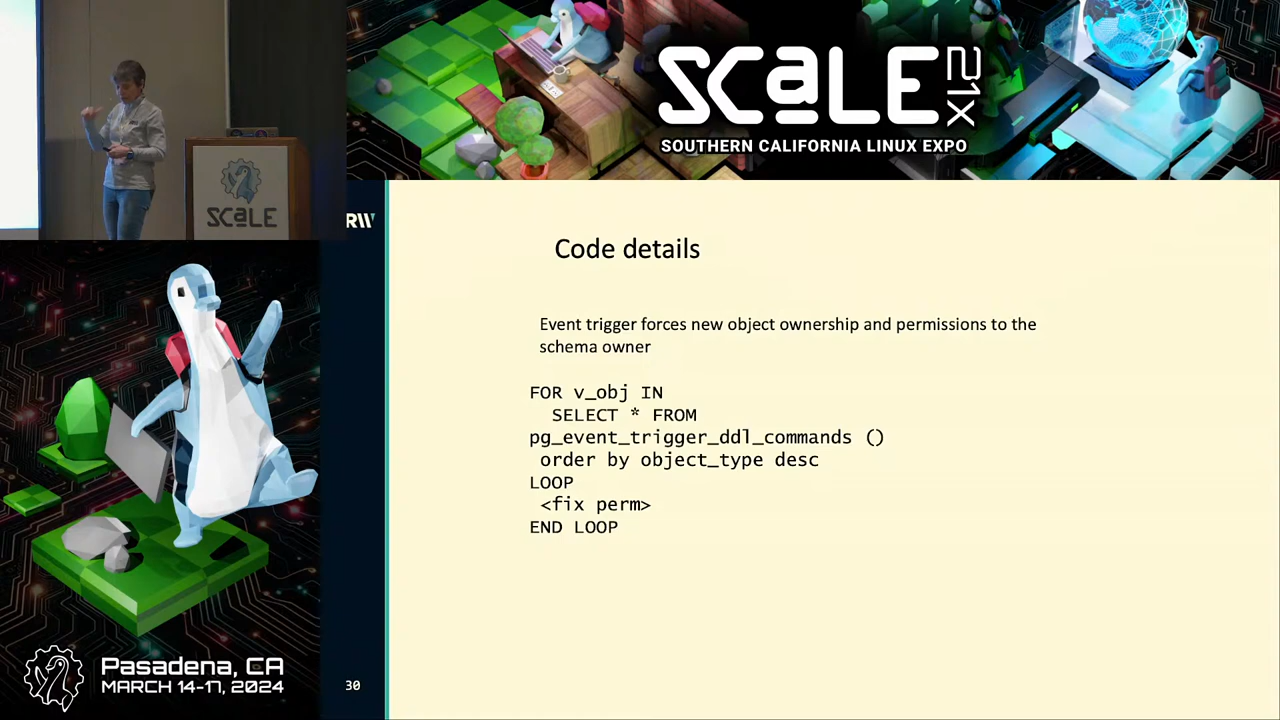 SCALE
21X
SOUTHERN CALIFORNIA LINUX EXPO
SCALE
RW
Code details
Event trigger forces new object ownership and permissions to the
schema owner
FOR v_obj IN
SELECT * FROM
pg_event_trigger_ddl_commands ()
order by object_type desc
LOOP
<fix perm>
END LOOP
Pasadena, CA
MARCH 14-17, 2024
30